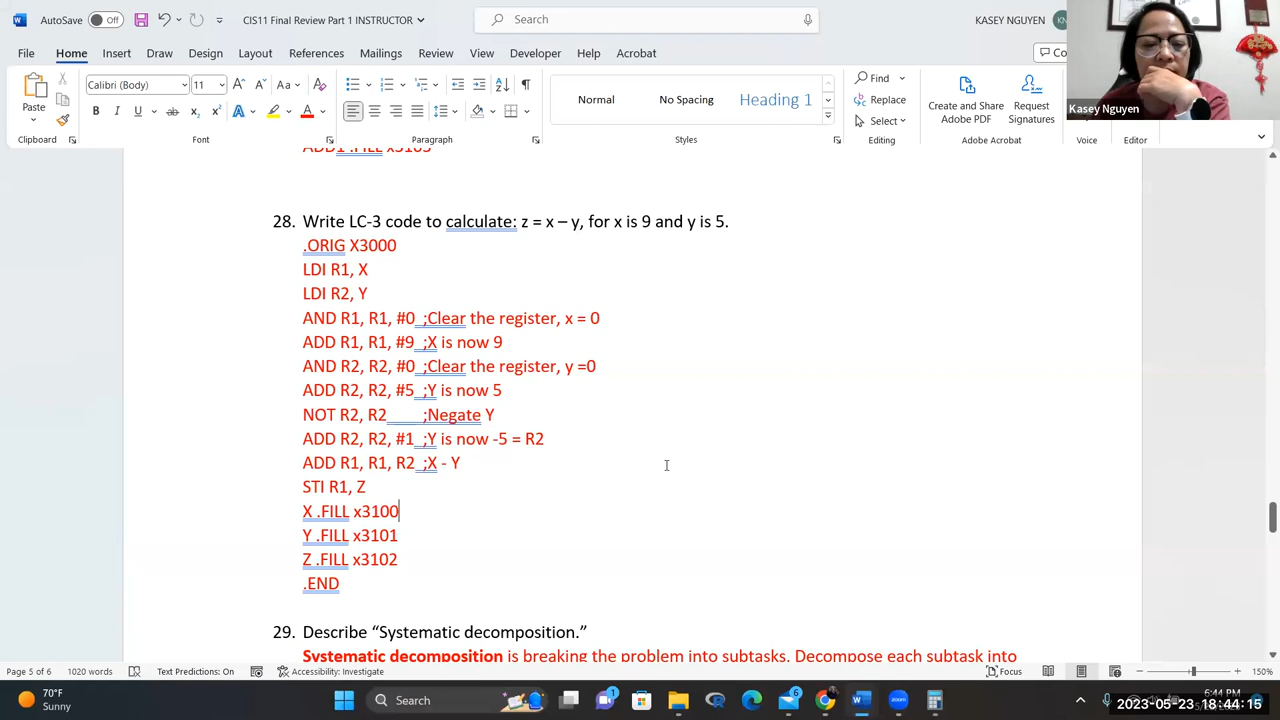 AutoSave Off CIS11 Final Review Part 1 INSTRUCTOR Search KASEY NGUYEN KN
File Home Insert Draw Design Layout References Mailings Review View Developer Help Acrobat
Paste Calibri (Body) 11 Normal No Spacing Heading 1 Find Replace Select Create and Share Adobe PDF Request Signatures
Clipboard Font Paragraph Styles Editing Adobe Acrobat Voice Editor
Kasey Nguyen
ADD1 .FILL x3103
28. Write LC-3 code to calculate: z = x – y, for x is 9 and y is 5.
.ORIG X3000
LDI R1, X
LDI R2, Y
AND R1, R1, #0 ;Clear the register, x = 0
ADD R1, R1, #9 ;X is now 9
AND R2, R2, #0 ;Clear the register, y =0
ADD R2, R2, #5 ;Y is now 5
NOT R2, R2 ;Negate Y
ADD R2, R2, #1 ;Y is now -5 = R2
ADD R1, R1, R2 ;X - Y
STI R1, Z
X .FILL x3100
Y .FILL x3101
Z .FILL x3102
.END
29. Describe “Systematic decomposition.”
Systematic decomposition is breaking the problem into subtasks. Decompose each subtask into
Page 5 of 6 1020 words Text Predictions: On Accessibility: Investigate Focus 150%
70°F
Sunny
Search
6:44 PM
2023-05-23 18:44:15